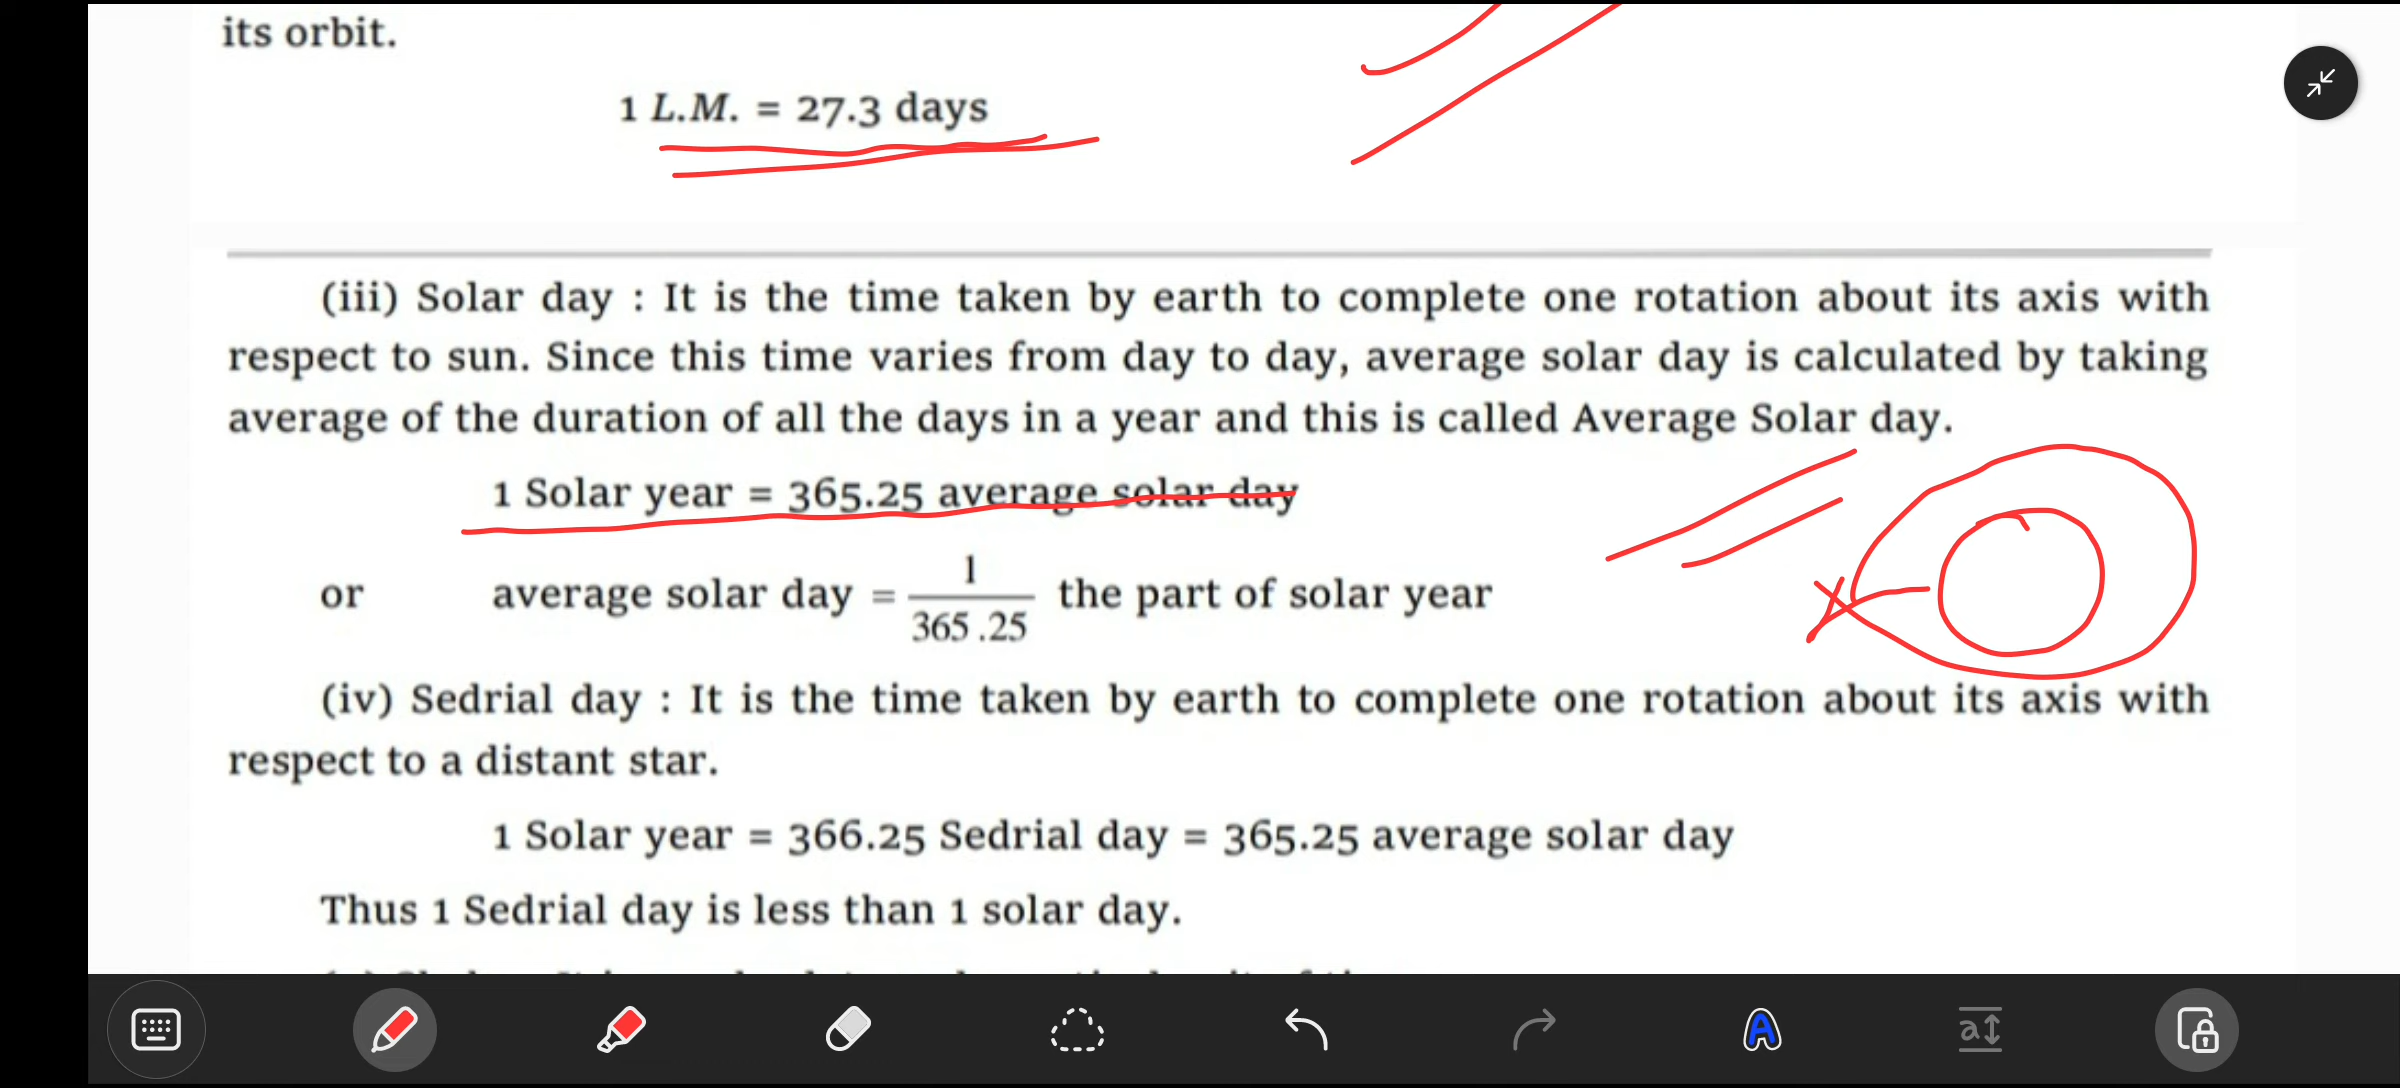 its orbit.
1 L.M. = 27.3 days
(iii) Solar day : It is the time taken by earth to complete one rotation about its axis with
respect to sun. Since this time varies from day to day, average solar day is calculated by taking
average of the duration of all the days in a year and this is called Average Solar day.
1 Solar year = 365.25 average solar day
or average solar day = 1/365.25 the part of solar year
(iv) Sedrial day : It is the time taken by earth to complete one rotation about its axis with
respect to a distant star.
1 Solar year = 366.25 Sedrial day = 365.25 average solar day
Thus 1 Sedrial day is less than 1 solar day.
A
a